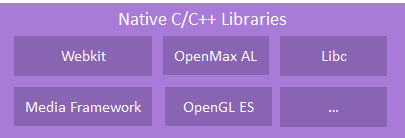 Native C/C++ Libraries
Webkit
OpenMax AL
Libc
Media Framework
OpenGL ES
...